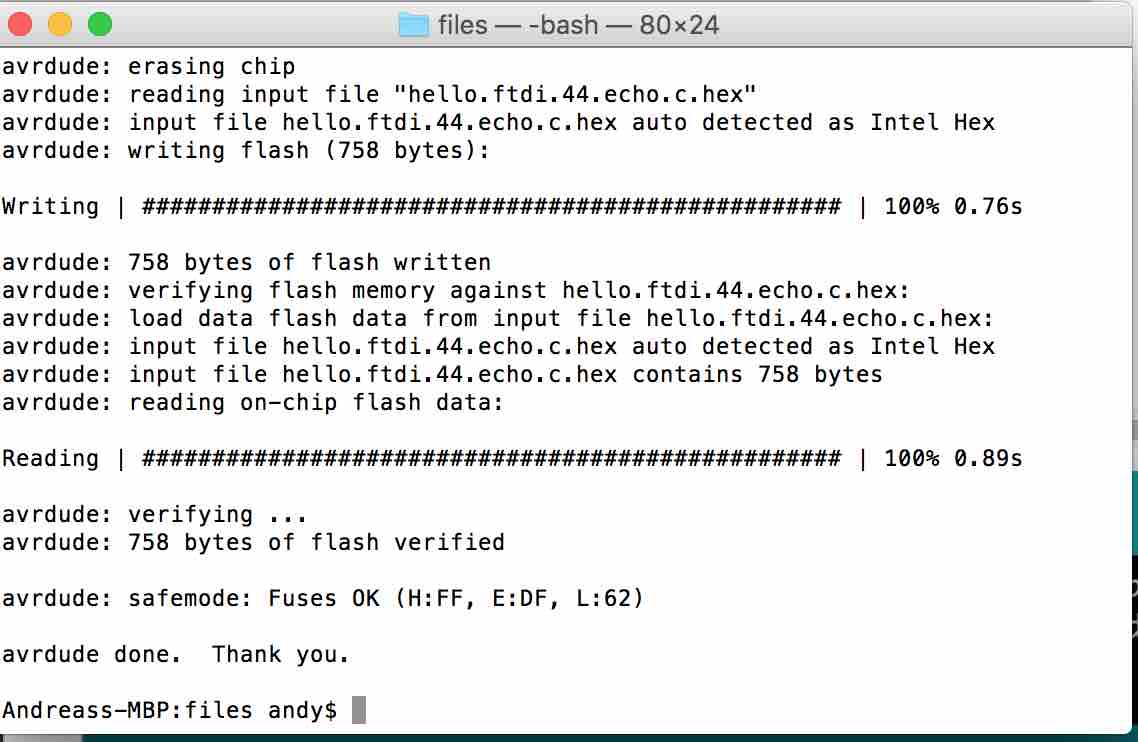 files — -bash — 80×24
avrdude: erasing chip
avrdude: reading input file "hello.ftdi.44.echo.c.hex"
avrdude: input file hello.ftdi.44.echo.c.hex auto detected as Intel Hex
avrdude: writing flash (758 bytes):
Writing | ################################################## | 100% 0.76s
avrdude: 758 bytes of flash written
avrdude: verifying flash memory against hello.ftdi.44.echo.c.hex:
avrdude: load data flash data from input file hello.ftdi.44.echo.c.hex:
avrdude: input file hello.ftdi.44.echo.c.hex auto detected as Intel Hex
avrdude: input file hello.ftdi.44.echo.c.hex contains 758 bytes
avrdude: reading on-chip flash data:
Reading | ################################################## | 100% 0.89s
avrdude: verifying ...
avrdude: 758 bytes of flash verified
avrdude: safemode: Fuses OK (H:FF, E:DF, L:62)
avrdude done.  Thank you.
Andreass-MBP:files andy$